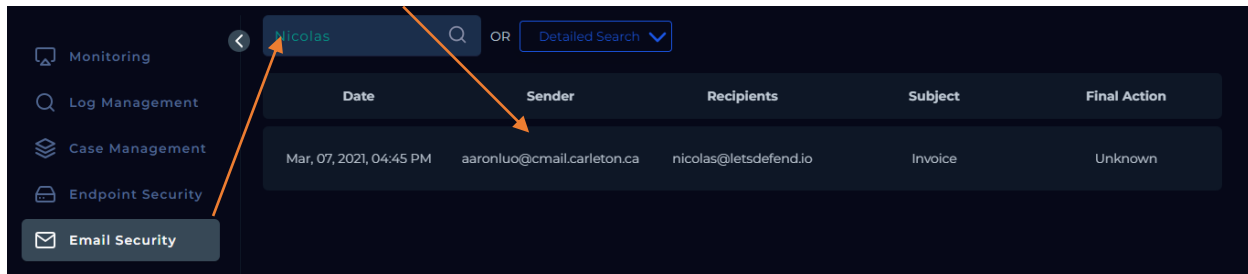 Nicolas OR Detailed Search
Monitoring
Log Management
Case Management
Endpoint Security
Email Security
Date Sender Recipients Subject Final Action
Mar, 07, 2021, 04:45 PM aaronluo@cmail.carleton.ca nicolas@letsdefend.io Invoice Unknown